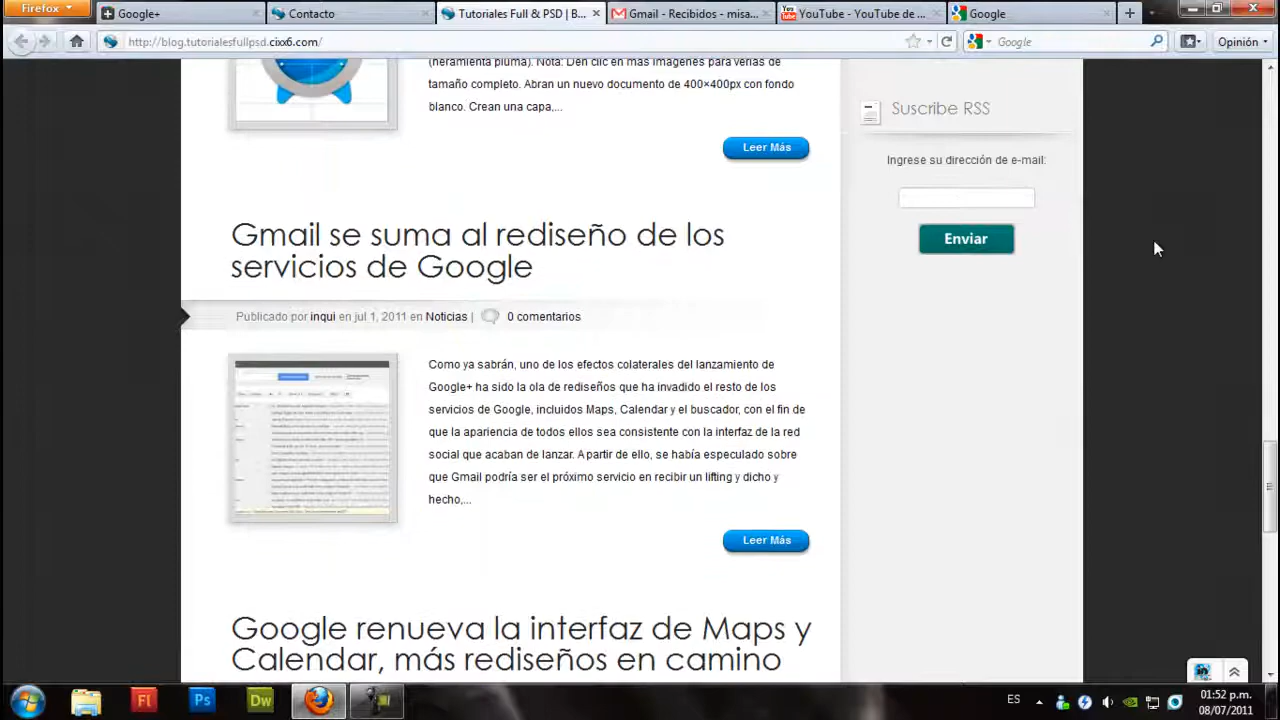 Firefox
Google+
Contacto
Tutoriales Full & PSD | B...
Gmail - Recibidos - misa...
YouTube - YouTube de ...
Google
http://blog.tutorialesfullpsd.cixx6.com/
Google
Opinión
(herramienta pluma). Nota: Den clic en más imágenes para verlas de
tamaño completo. Abran un nuevo documento de 400×400px con fondo
blanco. Crean una capa,...
Leer Más
Suscribe RSS
Ingrese su dirección de e-mail:
Enviar
Gmail se suma al rediseño de los
servicios de Google
Publicado por inqui en jul 1, 2011 en Noticias | 0 comentarios
Como ya sabrán, uno de los efectos colaterales del lanzamiento de
Google+ ha sido la ola de rediseños que ha invadido el resto de los
servicios de Google, incluidos Maps, Calendar y el buscador, con el fin de
que la apariencia de todos ellos sea consistente con la interfaz de la red
social que acaban de lanzar. A partir de ello, se había especulado sobre
que Gmail podría ser el próximo servicio en recibir un lifting y dicho y
hecho,...
Leer Más
Google renueva la interfaz de Maps y
Calendar, más rediseños en camino
Fl
Ps
Dw
ES
01:52 p.m.
08/07/2011